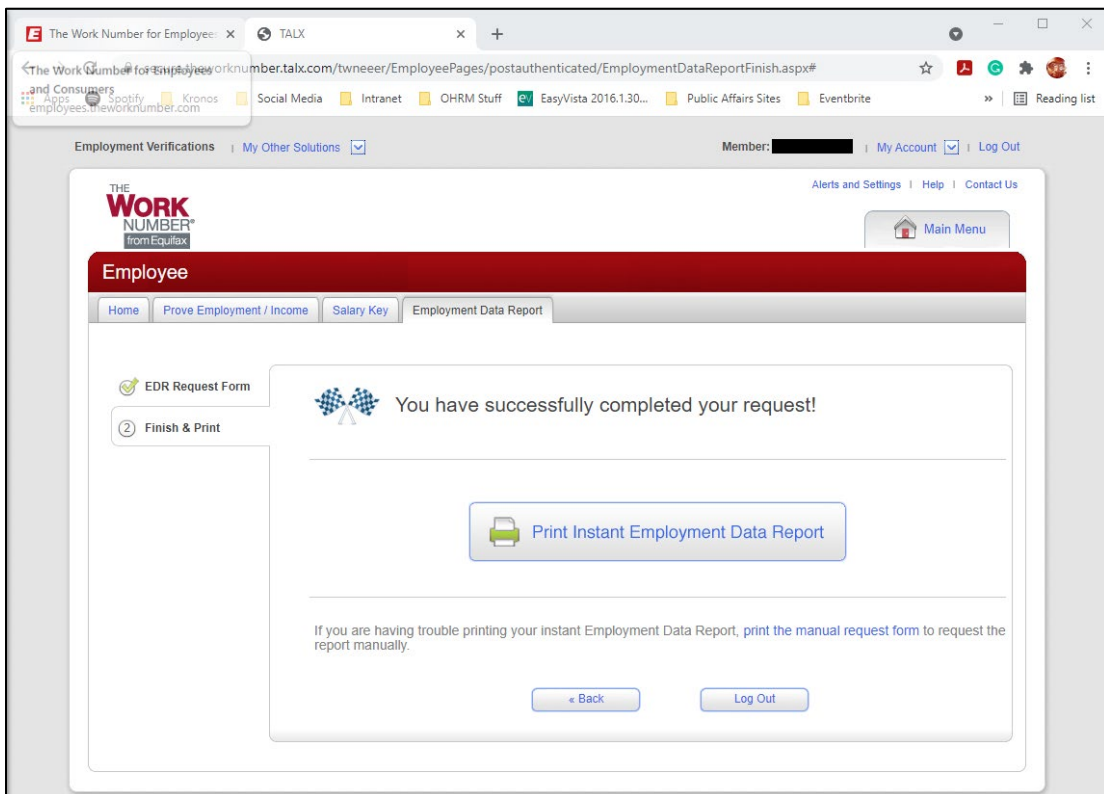 The Work Number for Employee:
TALX
The Work Number for Employees
and Consumers
employees.theworknumber.com
number.talx.com/twreeer/EmployeePages/postauthenticated/EmploymentDataReportFinish.aspx#
Apps
Spotify
Kronos
Social Media
Intranet
OHRM Stuff
EasyVista 2016.1.30...
Public Affairs Sites
Eventbrite
»
Reading list
Employment Verifications | My Other Solutions
Member: | My Account | Log Out
Alerts and Settings | Help | Contact Us
THE
WORK
NUMBER®
from Equifax
Main Menu
Employee
Home
Prove Employment / Income
Salary Key
Employment Data Report
EDR Request Form
2 Finish & Print
You have successfully completed your request!
Print Instant Employment Data Report
If you are having trouble printing your instant Employment Data Report, print the manual request form to request the
report manually.
« Back
Log Out